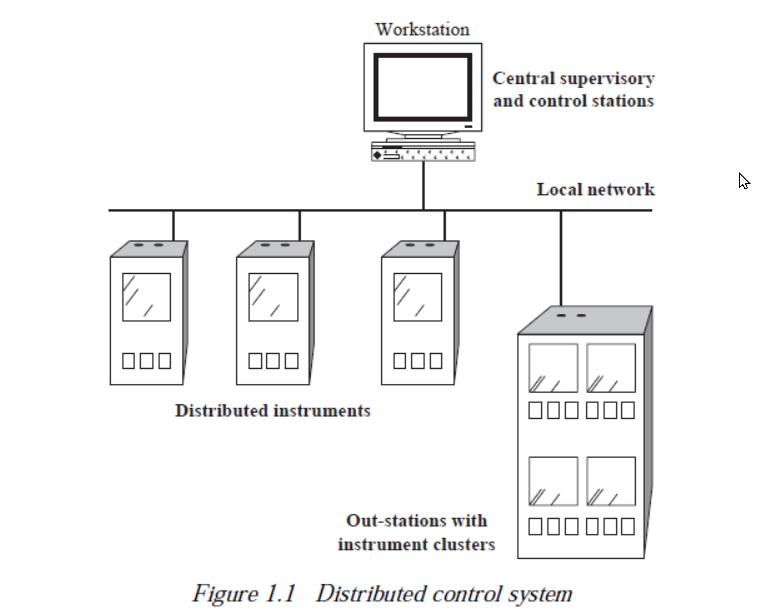 Workstation
Central supervisory
and control stations
Local network
Distributed instruments
Out-stations with
instrument clusters
Figure 1.1 Distributed control system